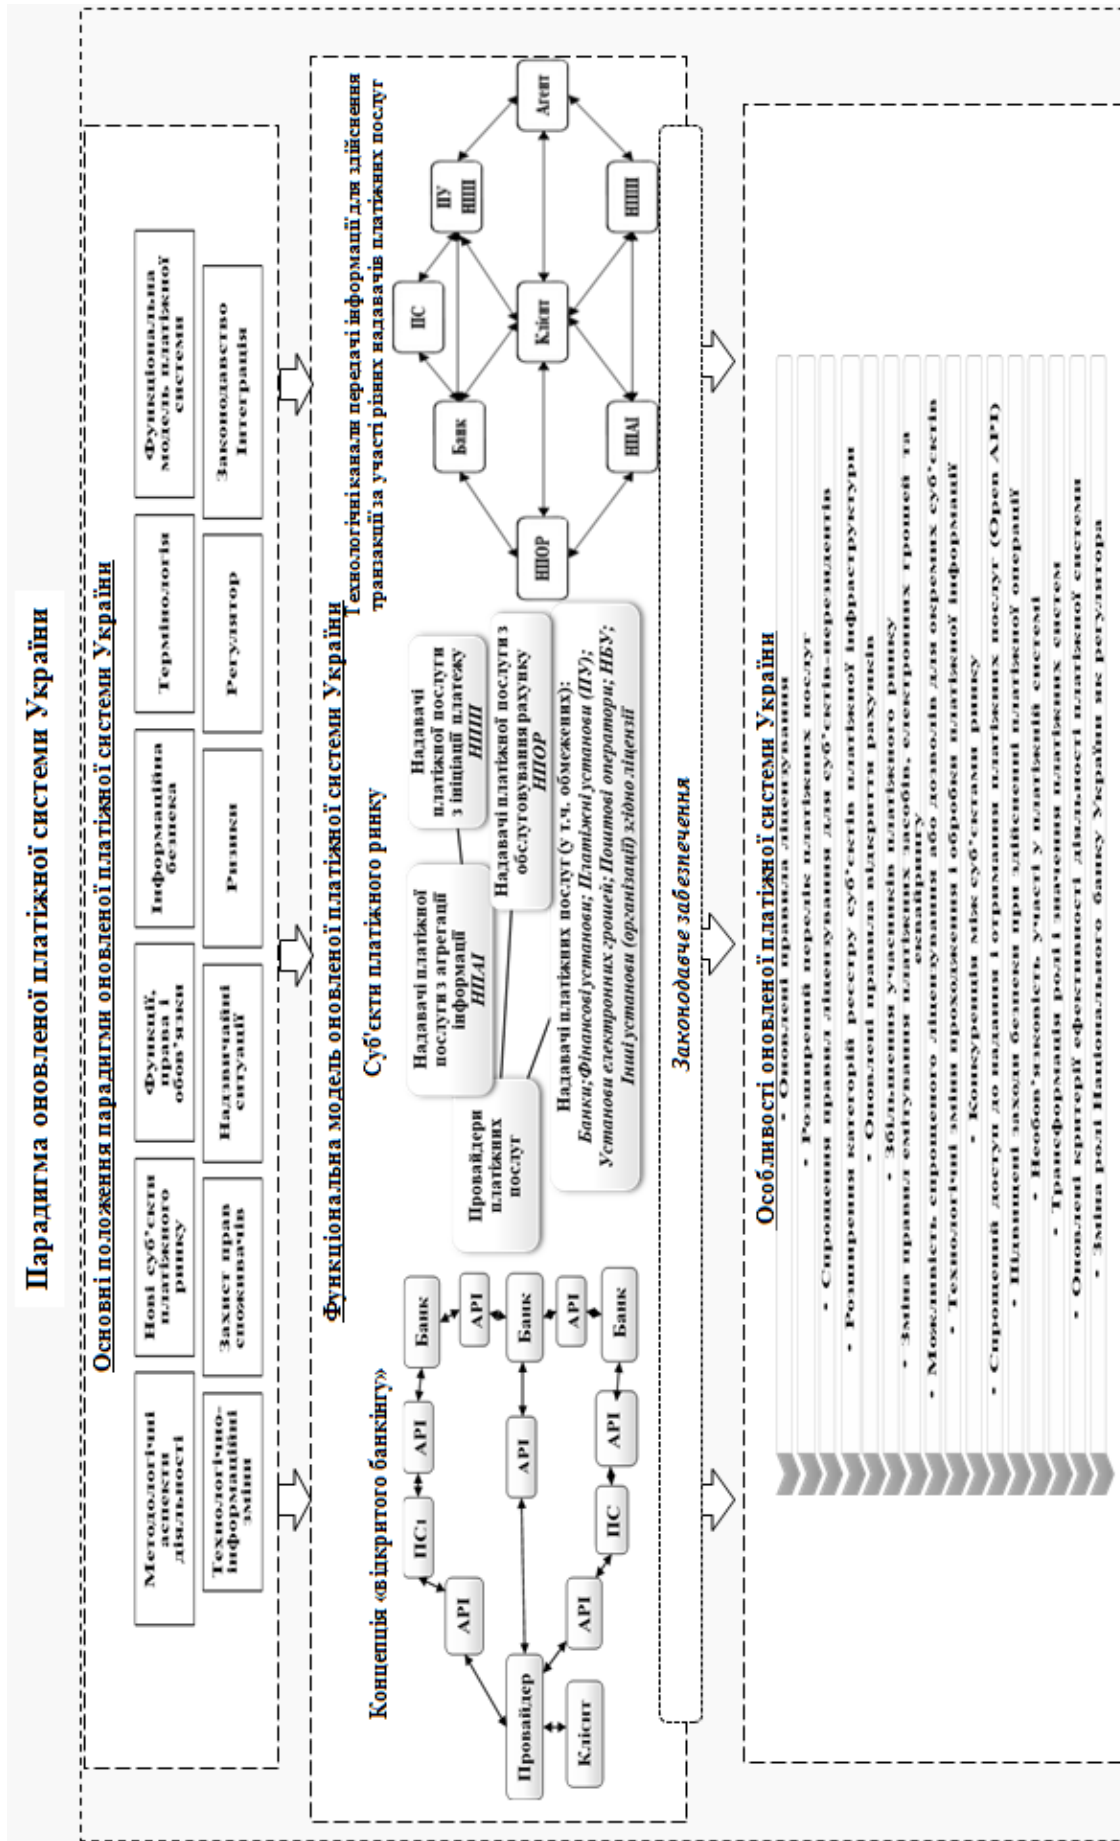 Парадигма оновленої платіжної системи України
Основні положення парадигми оновленої платіжної системи України
Методологічні
аспекти
діяльності
Нові суб'єкти
платіжного
ринку
Функції,
права і
обов'язки
Інформаційна
безпека
Термінологія
Функціональна
модель платіжної
системи
Технологічно-
інформаційні
зміни
Захист прав
споживачів
Надзвичайні
ситуації
Ризики
Регулятор
Законодавство
Інтеграція
Функціональна модель оновленої платіжної системи України
Концепція «відкритого банкінгу»
Провайдер
Клієнт
API
ПС1
API
Банк
API
API
Банк
API
API
ПС
API
Банк
Суб'єкти платіжного ринку
Провайдери
платіжних
послуг
Надавачі платіжної
послуги з агрегації
інформації
НПАІ
Надавачі
платіжної послуги
з ініціації платежу
НПІП
Надавачі платіжної послуги з
обслуговування рахунку
НПОР
Надавачі платіжних послуг (у т.ч. обмежених):
Банки;Фінансові установи; Платіжні установи (ПУ);
Установи електронних грошей; Поштові оператори; НБУ;
Інші установи (організації) згідно ліцензії
Технологічні канали передачі інформації для здійснення
транзакції за участі різних надавачів платіжних послуг
НПОР
Банк
ПС
ПУ
НПІП
Агент
Клієнт
НПАІ
НПІП
Законодавче забезпечення
Особливості оновленої платіжної системи України
- Оновлені правила ліцензування
- Розширений перелік платіжних послуг
- Спрощення правил ліцензування для суб'єктів-нерезидентів
- Розширення категорій реєстру суб'єктів платіжної інфраструктури
- Оновлені правила відкриття рахунків
- Збільшення учасників платіжного ринку
- Зміна правил емітування платіжних засобів, електронних грошей та
еквайрингу
- Можливість спрощеного ліцензування або дозволів для окремих суб'єктів
- Технологічні зміни проходження і обробки платіжної інформації
- Конкуренція між суб'єктами ринку
- Спрощений доступ до надання і отримання платіжних послуг (Open API)
- Підвищені заходи безпеки при здійсненні платіжної операції
- Необов'язковість участі у платіжній системі
- Трансформація ролі і значення платіжних систем
- Оновлені критерії ефективності діяльності платіжної системи
- Зміна ролі Національного банку України як регулятора